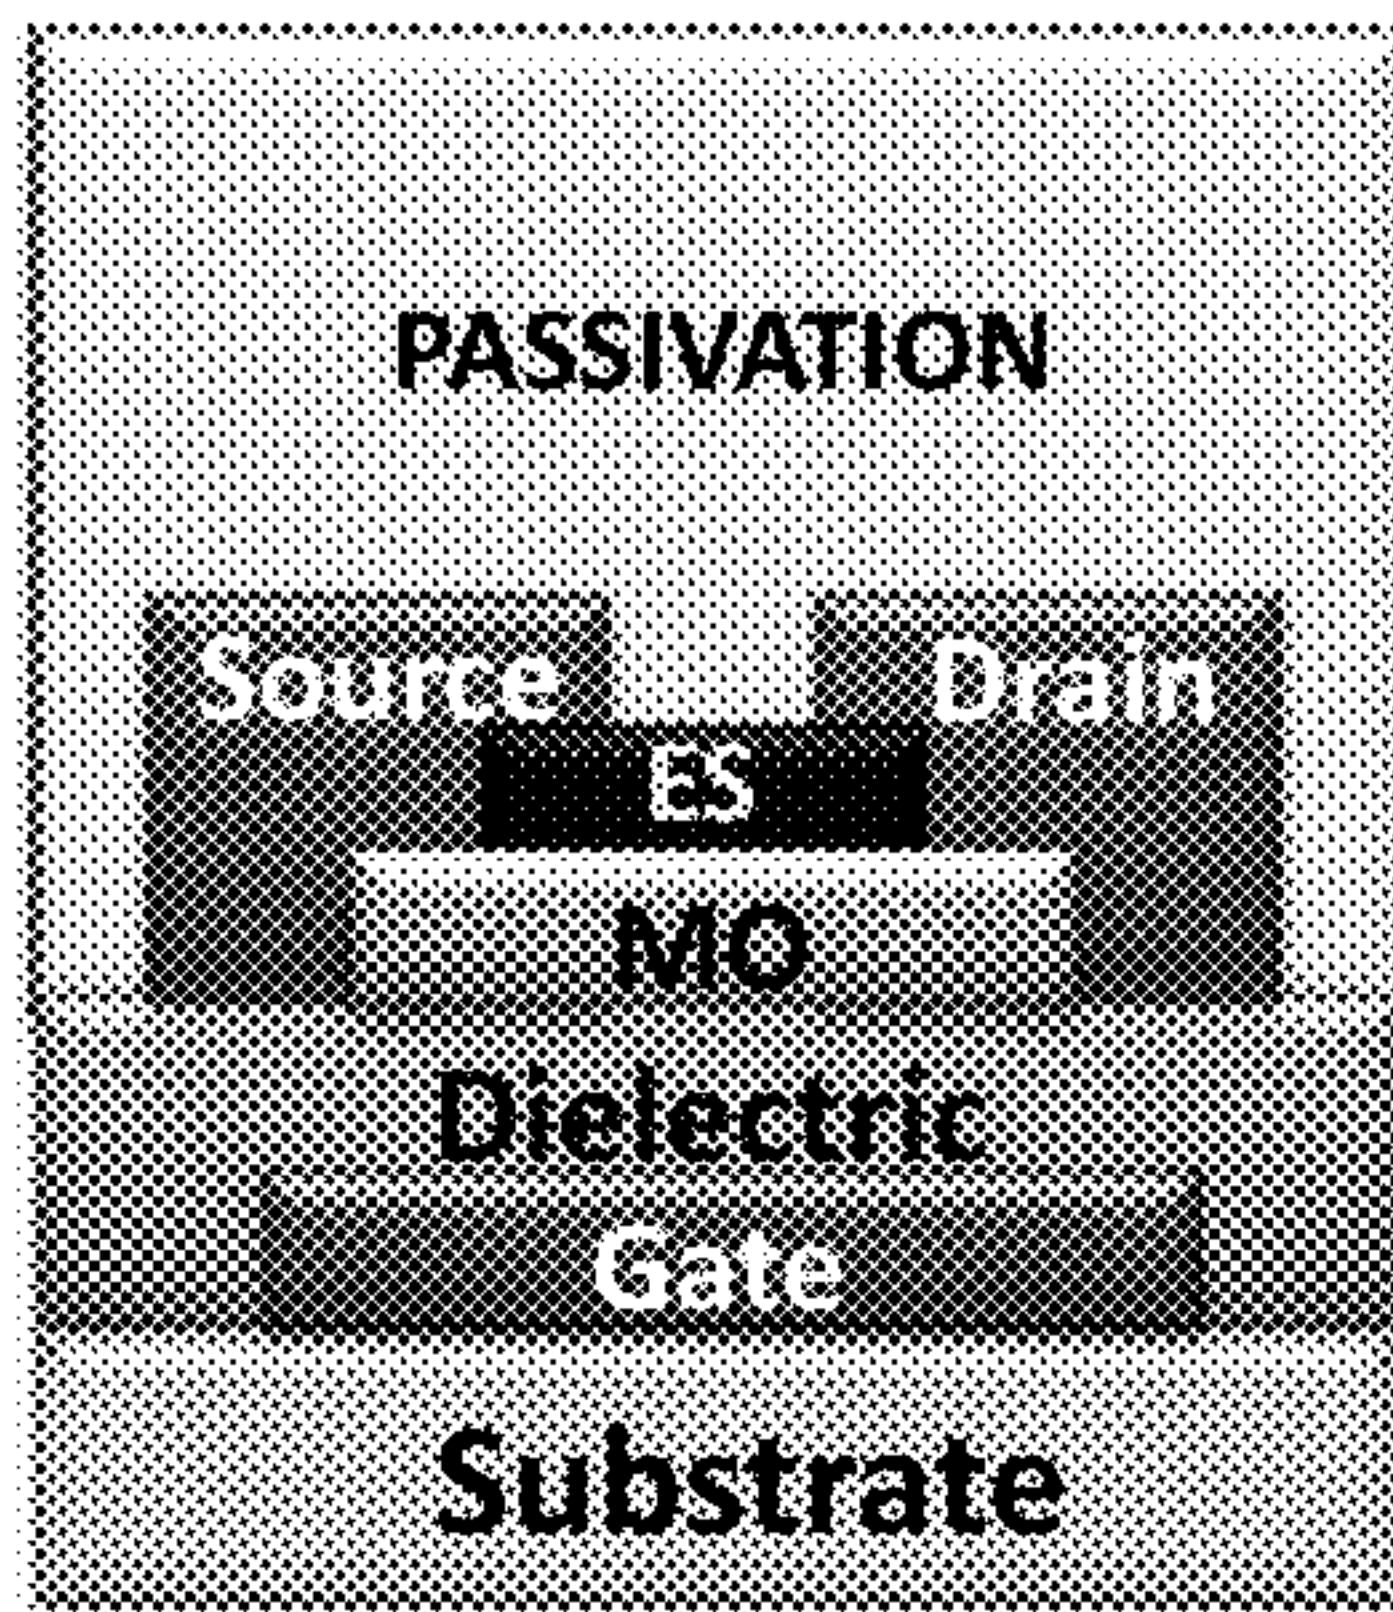 PASSIVATION
Source Drain
ES
MO
Dielectric
Gate
Substrate